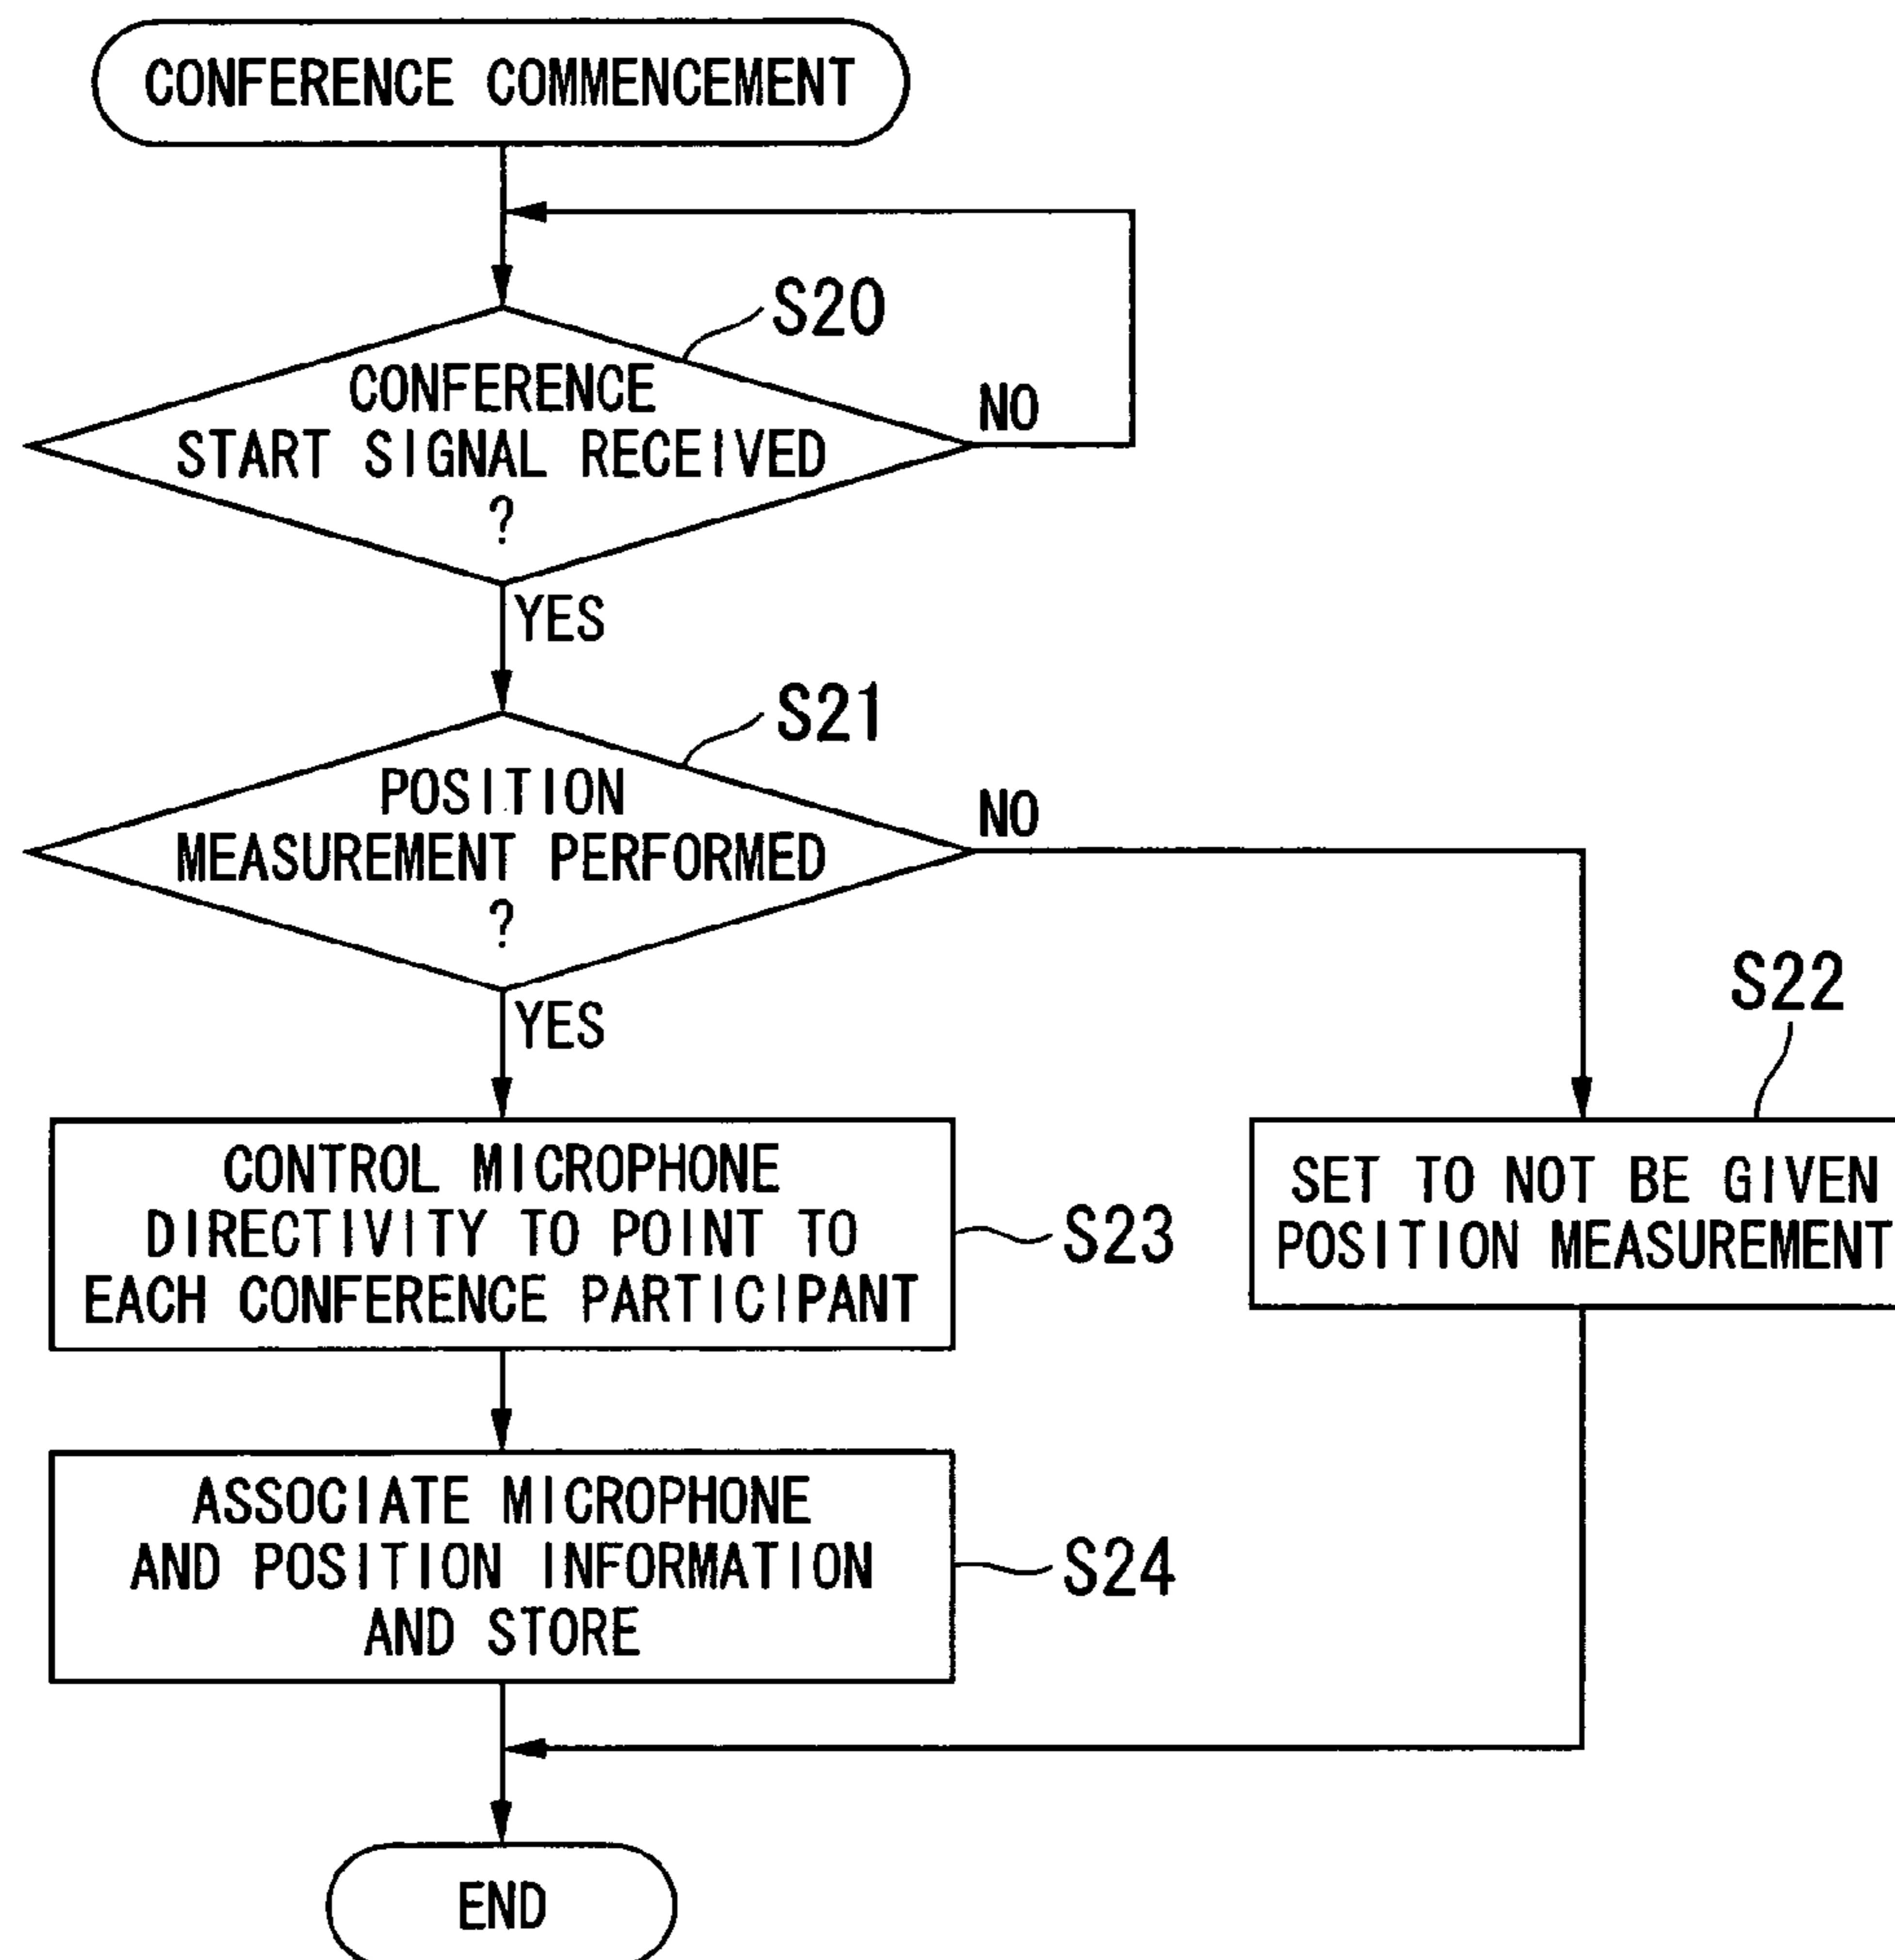 CONFERENCE COMMENCEMENT
S20
CONFERENCE
START SIGNAL RECEIVED
?
NO
YES
S21
POSITION
MEASUREMENT PERFORMED
?
NO
YES
S22
SET TO NOT BE GIVEN
POSITION MEASUREMENT
CONTROL MICROPHONE
DIRECTIVITY TO POINT TO
EACH CONFERENCE PARTICIPANT
S23
ASSOCIATE MICROPHONE
AND POSITION INFORMATION
AND STORE
S24
END